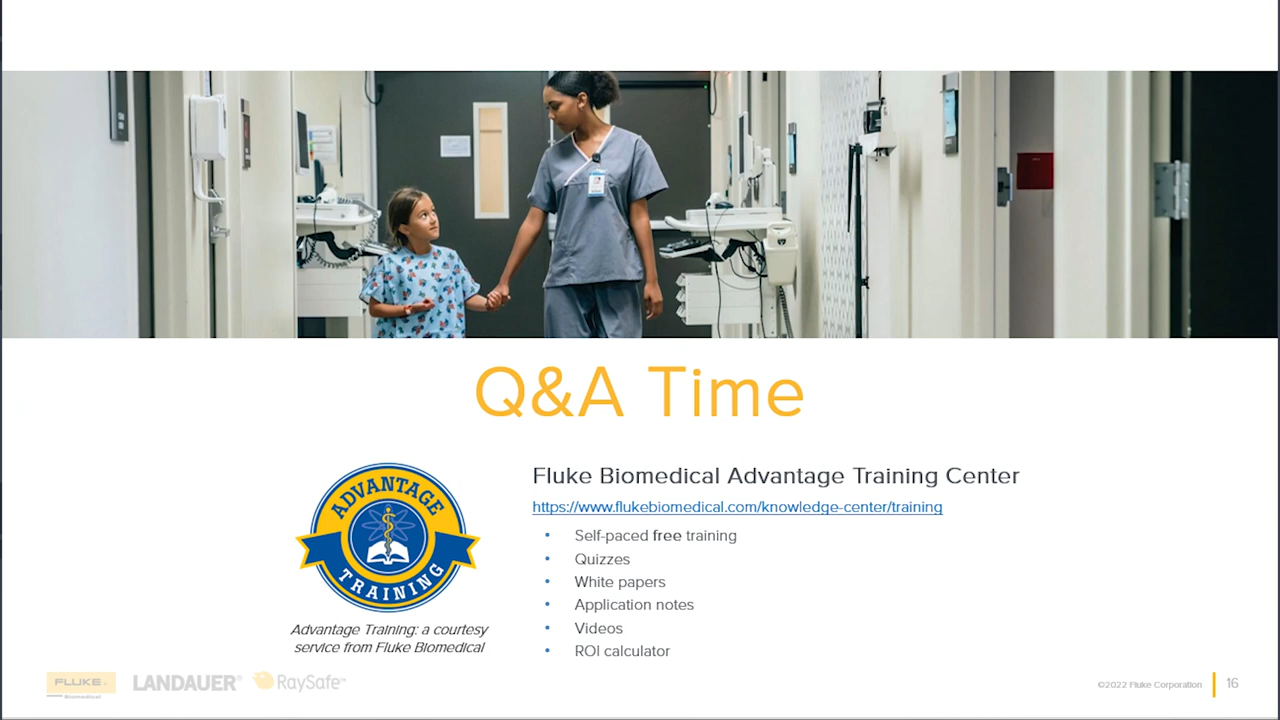 Q&A Time
Fluke Biomedical Advantage Training Center
https://www.flukebiomedical.com/knowledge-center/training
• Self-paced free training
• Quizzes
• White papers
• Application notes
• Videos
• ROI calculator
ADVANTAGE
TRAINING
Advantage Training: a courtesy
service from Fluke Biomedical
FLUKE®
Biomedical
LANDAUER®
RaySafe™
©2022 Fluke Corporation
16